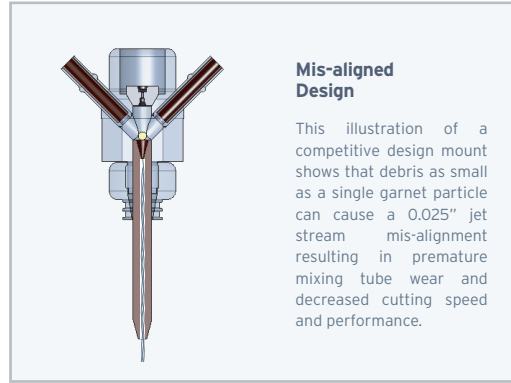 Mis-aligned
Design
This illustration of a
competitive design mount
shows that debris as small
as a single garnet particle
can cause a 0.025” jet
stream mis-alignment
resulting in premature
mixing tube wear and
decreased cutting speed
and performance.